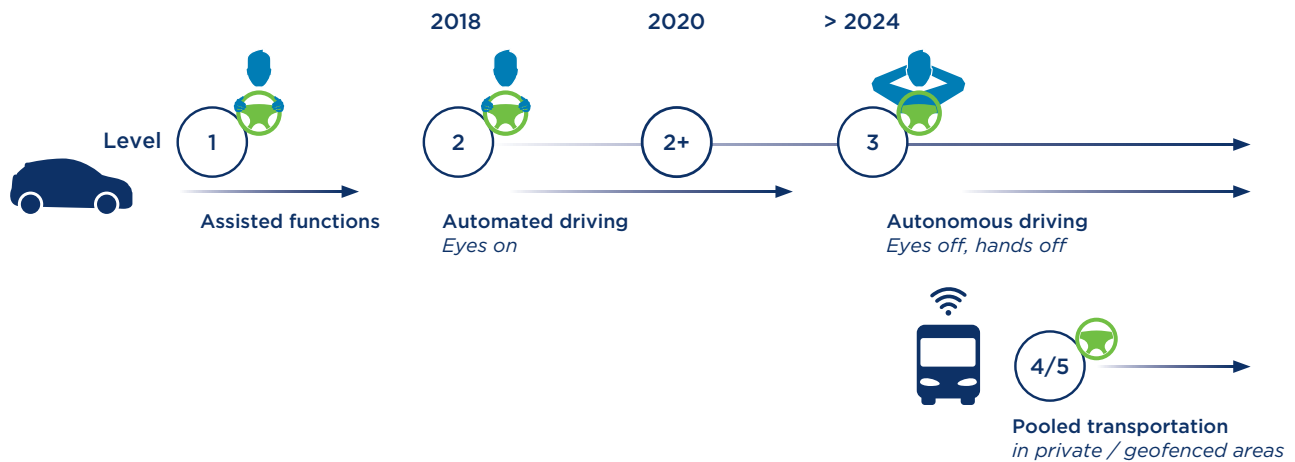 2018
2020
> 2024
Level
1
2
2+
3
Assisted functions
Automated driving
Eyes on
Autonomous driving
Eyes off, hands off
4/5
Pooled transportation
in private / geofenced areas